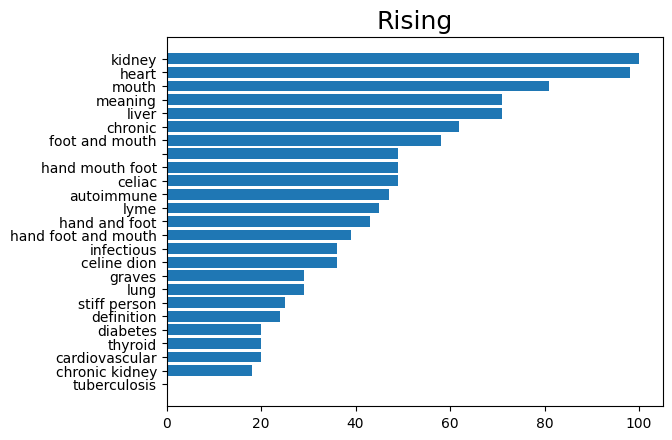 Rising
kidney
heart
mouth
meaning
liver
chronic
foot and mouth
hand mouth foot
celiac
autoimmune
lyme
hand and foot
hand foot and mouth
infectious
celine dion
graves
lung
stiff person
definition
diabetes
thyroid
cardiovascular
chronic kidney
tuberculosis
0 20 40 60 80 100